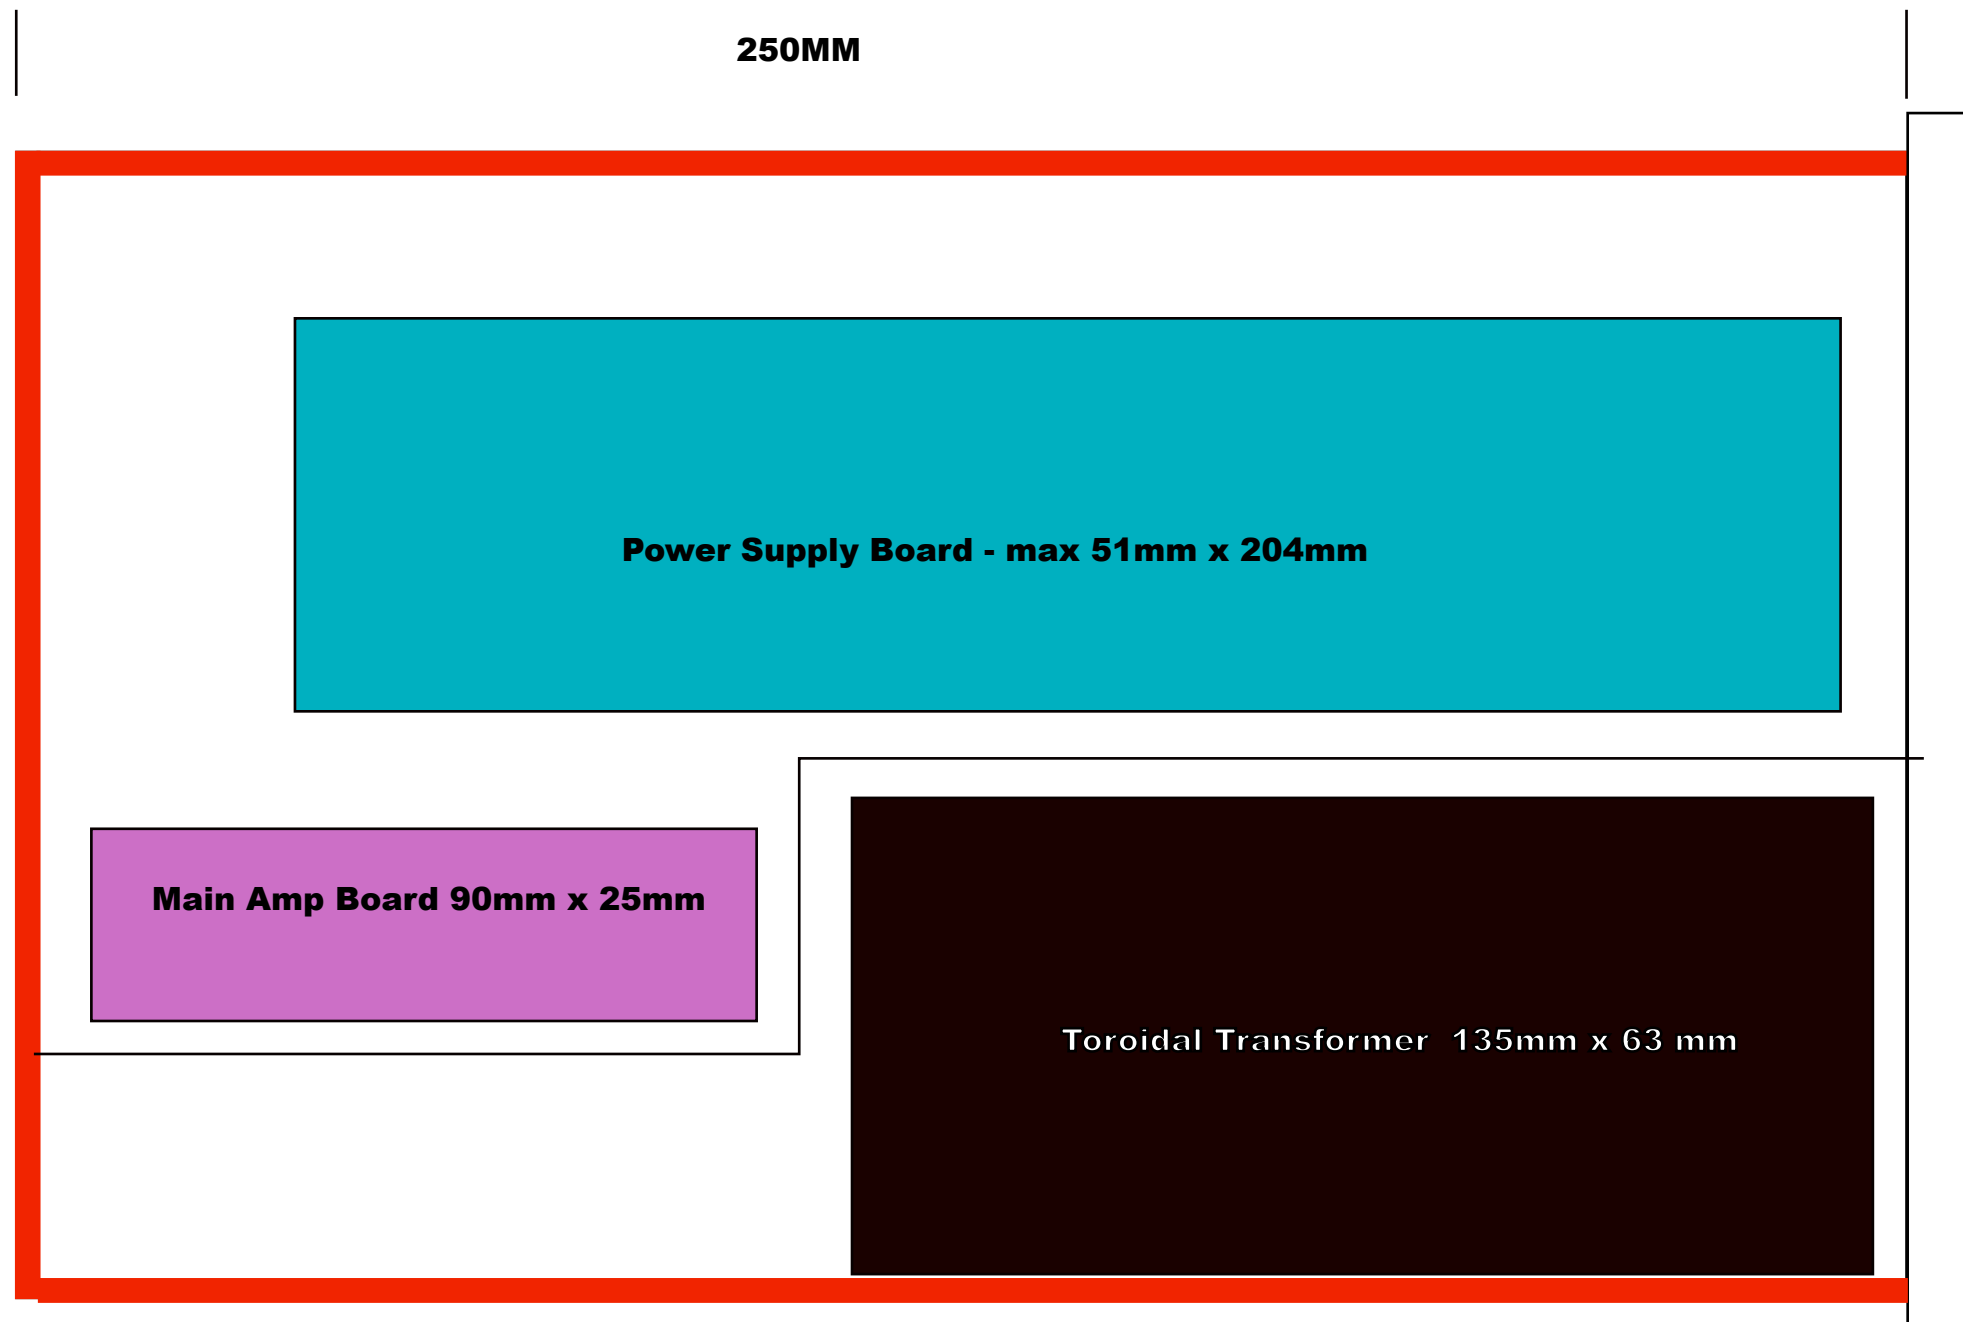 250MM
Power Supply Board - max 51mm x 204mm
Main Amp Board 90mm x 25mm
Toroidal Transformer  135mm x 63 mm